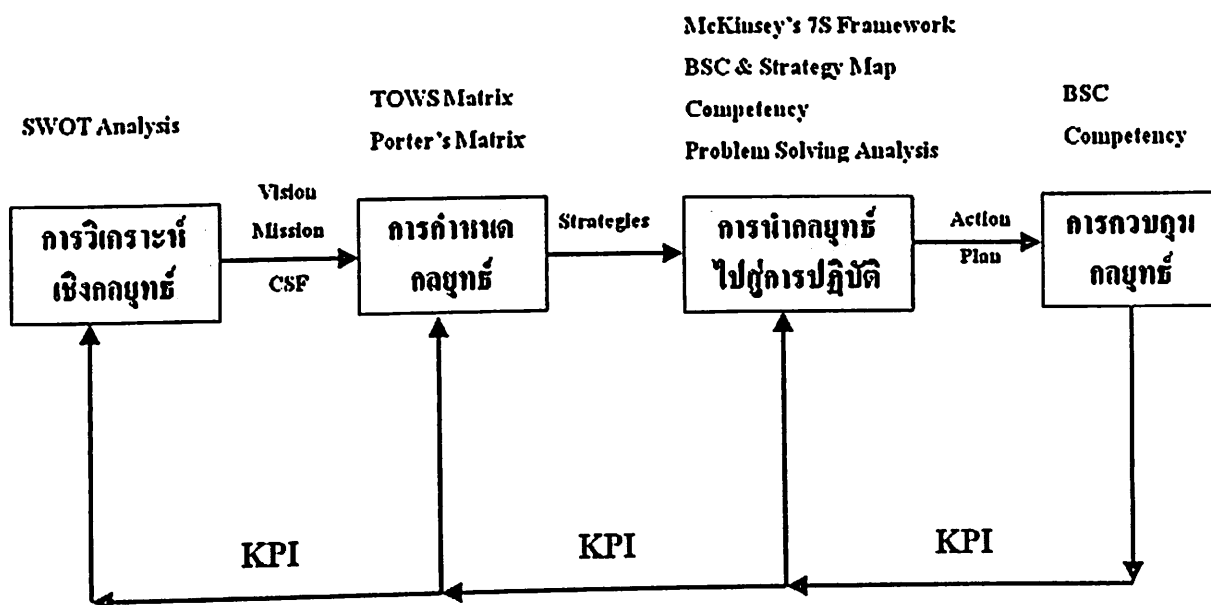 McKinsey's 7S Framework
BSC & Strategy Map
Competency
Problem Solving Analysis
TOWS Matrix
Porter's Matrix
BSC
Competency
SWOT Analysis
การวิเคราะห์
เชิงกลยุทธ์
Vision
Mission
CSF
การกำหนด
กลยุทธ์
Strategies
การนำกลยุทธ์
ไปสู่การปฏิบัติ
Action
Plan
การควบคุม
กลยุทธ์
KPI
KPI
KPI